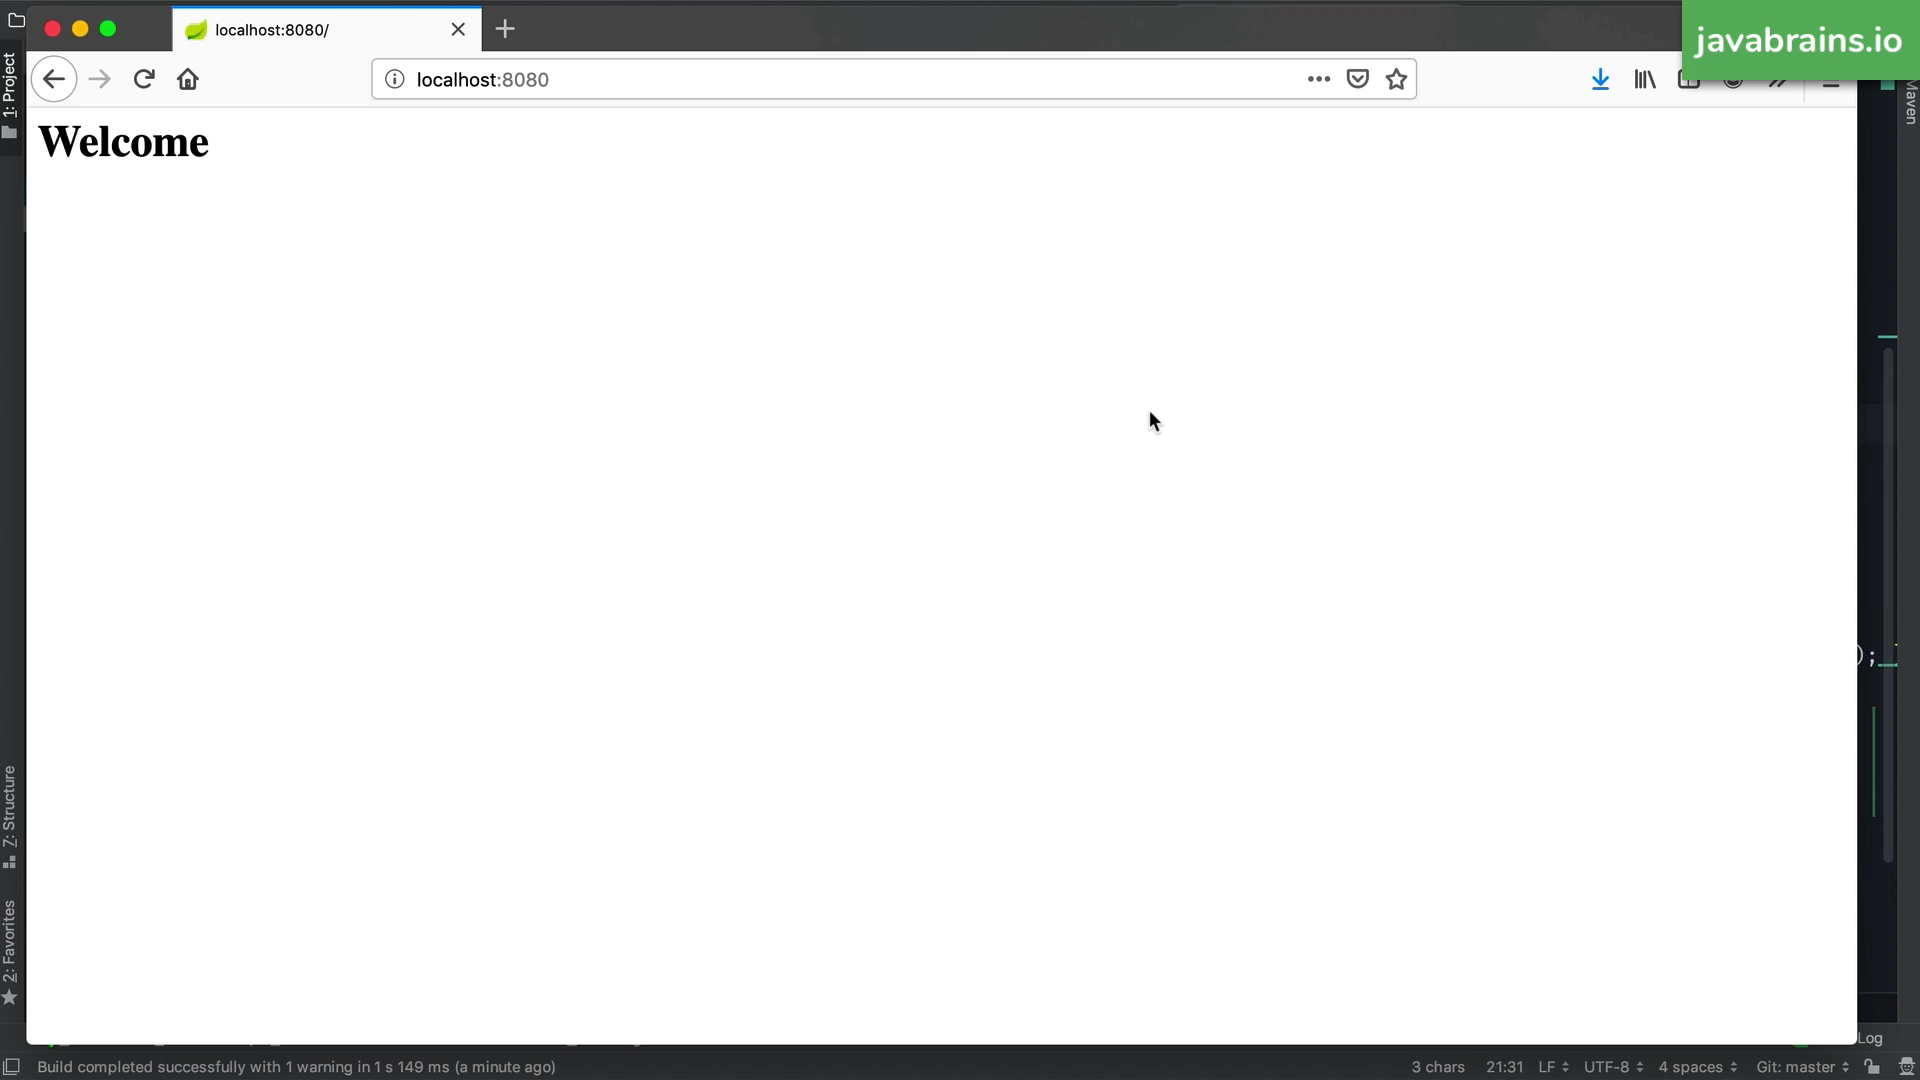 localhost:8080/
javabrains.io
localhost:8080
1: Project
Maven
Welcome
);
Z: Structure
2: Favorites
Log
Build completed successfully with 1 warning in 1 s 149 ms (a minute ago)
3 chars 21:31 LF UTF-8 4 spaces Git: master